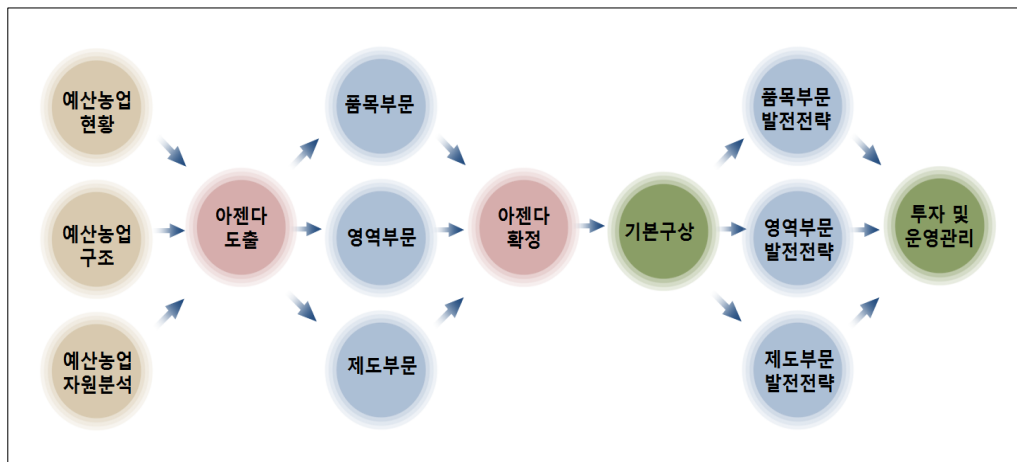 예산농업
현황
예산농업
구조
예산농업
자원분석
아젠다
도출
품목부문
영역부문
제도부문
아젠다
확정
기본구상
품목부문
발전전략
영역부문
발전전략
제도부문
발전전략
투자 및
운영관리